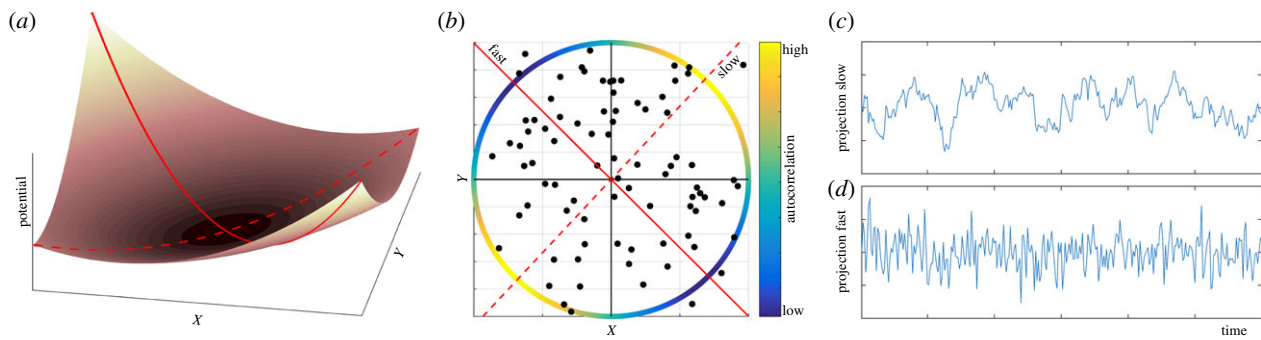 (a)
potential
X
Y
(b)
fast
slow
Y
X
high
autocorrelation
low
(c)
projection slow
(d)
projection fast
time